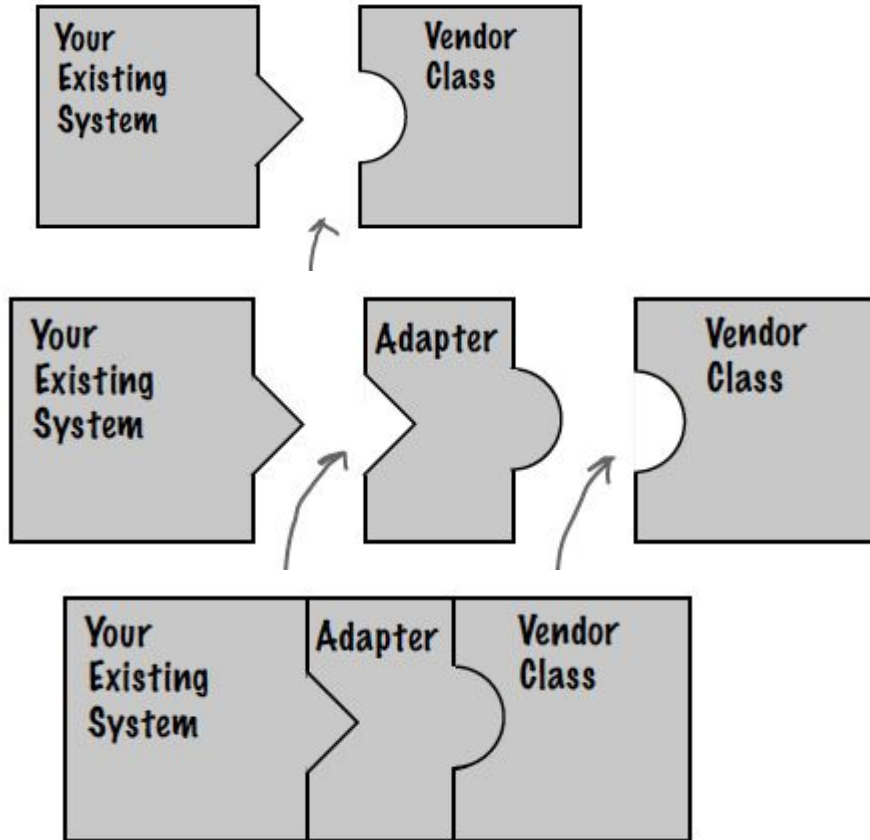 Your
Existing
System
Vendor
Class
Your
Existing
System
Adapter
Vendor
Class
Your
Existing
System
Adapter
Vendor
Class